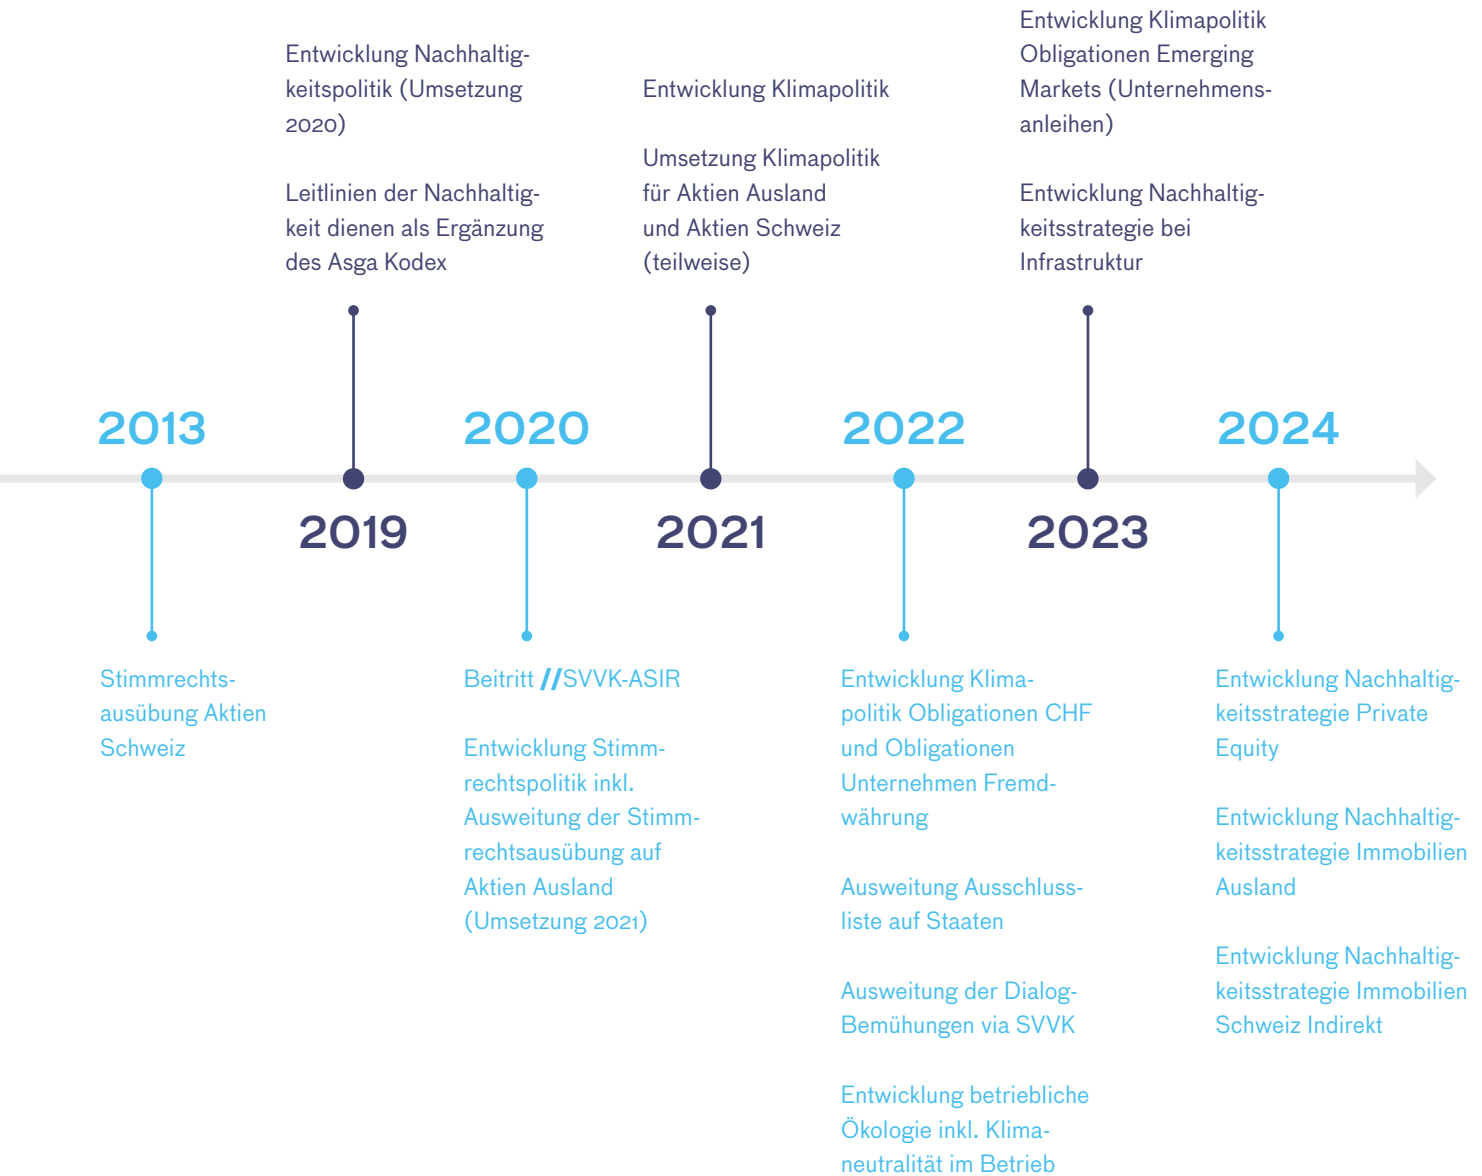 Entwicklung Nachhaltig-
keitspolitik (Umsetzung
2020)
Leitlinien der Nachhaltig-
keit dienen als Ergänzung
des Asga Kodex
Entwicklung Klimapolitik
Umsetzung Klimapolitik
für Aktien Ausland
und Aktien Schweiz
(teilweise)
Entwicklung Klimapolitik
Obligationen Emerging
Markets (Unternehmens-
anleihen)
Entwicklung Nachhaltig-
keitsstrategie bei
Infrastruktur
2013
2020
2022
2024
2019
2021
2023
Stimmrechts-
ausübung Aktien
Schweiz
Beitritt //SVVK-ASIR
Entwicklung Stimm-
rechtspolitik inkl.
Ausweitung der Stimm-
rechtsausübung auf
Aktien Ausland
(Umsetzung 2021)
Entwicklung Klima-
politik Obligationen CHF
und Obligationen
Unternehmen Fremd-
währung
Ausweitung Ausschluss-
liste auf Staaten
Ausweitung der Dialog-
Bemühungen via SVVK
Entwicklung betriebliche
Ökologie inkl. Klima-
neutralität im Betrieb
Entwicklung Nachhaltig-
keitsstrategie Private
Equity
Entwicklung Nachhaltig-
keitsstrategie Immobilien
Ausland
Entwicklung Nachhaltig-
keitsstrategie Immobilien
Schweiz Indirekt